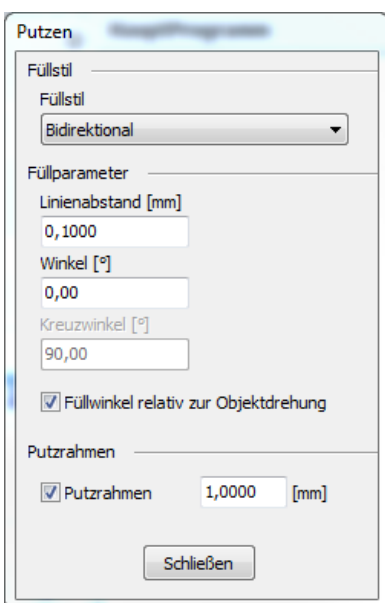 Putzen
Füllstil
Füllstil
Bidirektional
Füllparameter
Linienabstand [mm]
0,1000
Winkel [°]
0,00
Kreuzwinkel [°]
90,00
Füllwinkel relativ zur Objektdrehung
Putzrahmen
Putzrahmen 1,0000 [mm]
Schließen